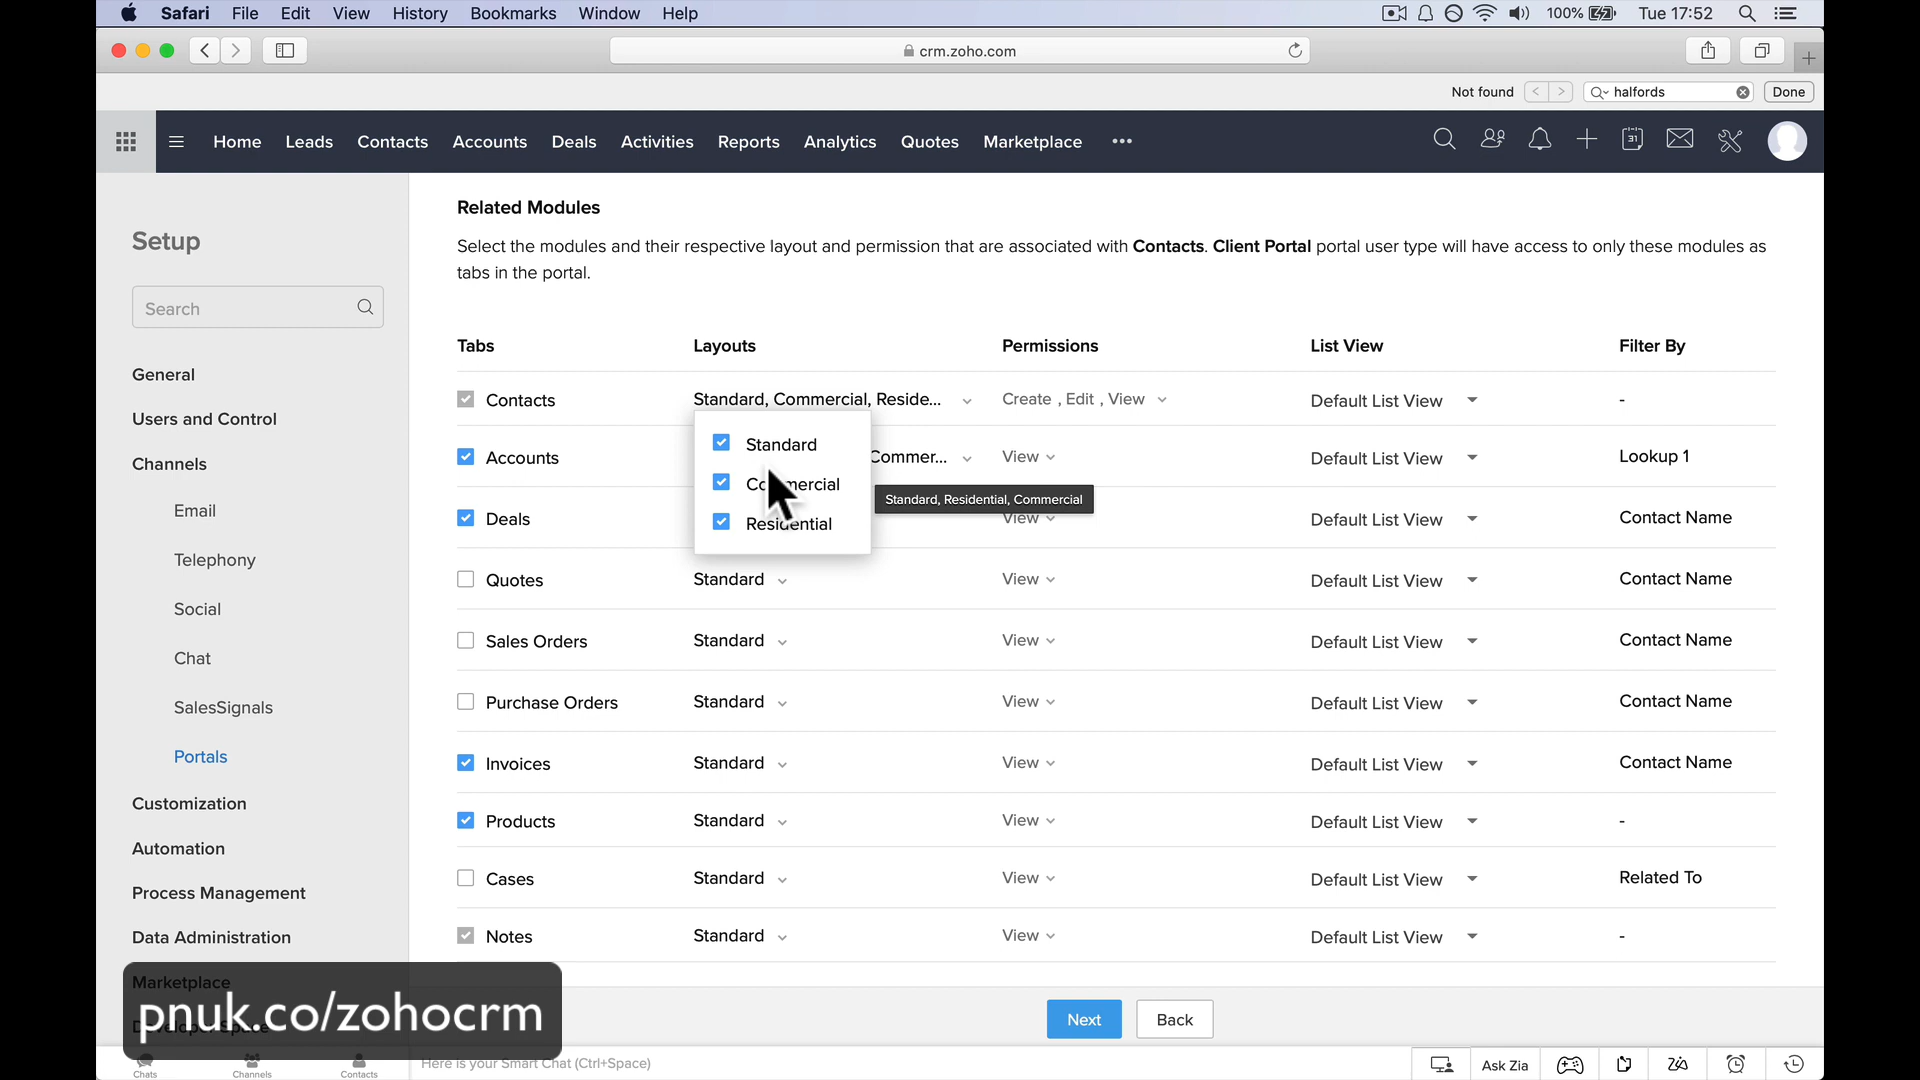 Safari File Edit View History Bookmarks Window Help 100% Tue 17:52
crm.zoho.com
Not found halfords Done
Home Leads Contacts Accounts Deals Activities Reports Analytics Quotes Marketplace ••• 31
Setup
Search
General
Users and Control
Channels
Email
Telephony
Social
Chat
SalesSignals
Portals
Customization
Automation
Process Management
Data Administration
Marketplace
Developer Space
pnuk.co/zohocrm
Related Modules
Select the modules and their respective layout and permission that are associated with Contacts. Client Portal portal user type will have access to only these modules as
tabs in the portal.
Tabs Layouts Permissions List View Filter By
Contacts Standard, Commercial, Reside... Create , Edit , View Default List View -
Accounts Commer... View Default List View Lookup 1
Deals View Default List View Contact Name
Standard
Commercial
Residential
Standard, Residential, Commercial
Quotes Standard View Default List View Contact Name
Sales Orders Standard View Default List View Contact Name
Purchase Orders Standard View Default List View Contact Name
Invoices Standard View Default List View Contact Name
Products Standard View Default List View -
Cases Standard View Default List View Related To
Notes Standard View Default List View -
Next Back
Chats Channels Contacts Here is your Smart Chat (Ctrl+Space) Ask Zia